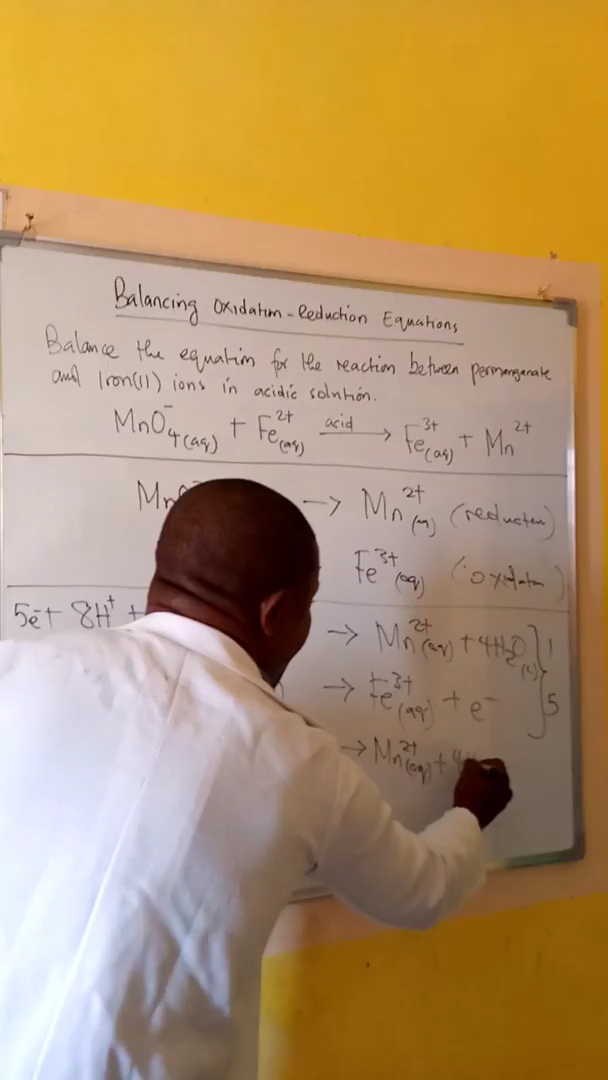 Balancing Oxidation-Reduction Equations
Balance the equation for the reaction between permanganate
and Iron(II) ions in acidic solution.
MnO₄⁻(aq) + Fe²⁺(aq) acid → Fe³⁺(aq) + Mn²⁺
Mn → Mn²⁺(aq) (reduction)
Fe³⁺(aq) (oxidation)
5e⁻ + 8H⁺ + → Mn²⁺(aq) + 4H₂O(l) } 1
→ Fe³⁺(aq) + e⁻ } 5
→ Mn²⁺(aq) + 4